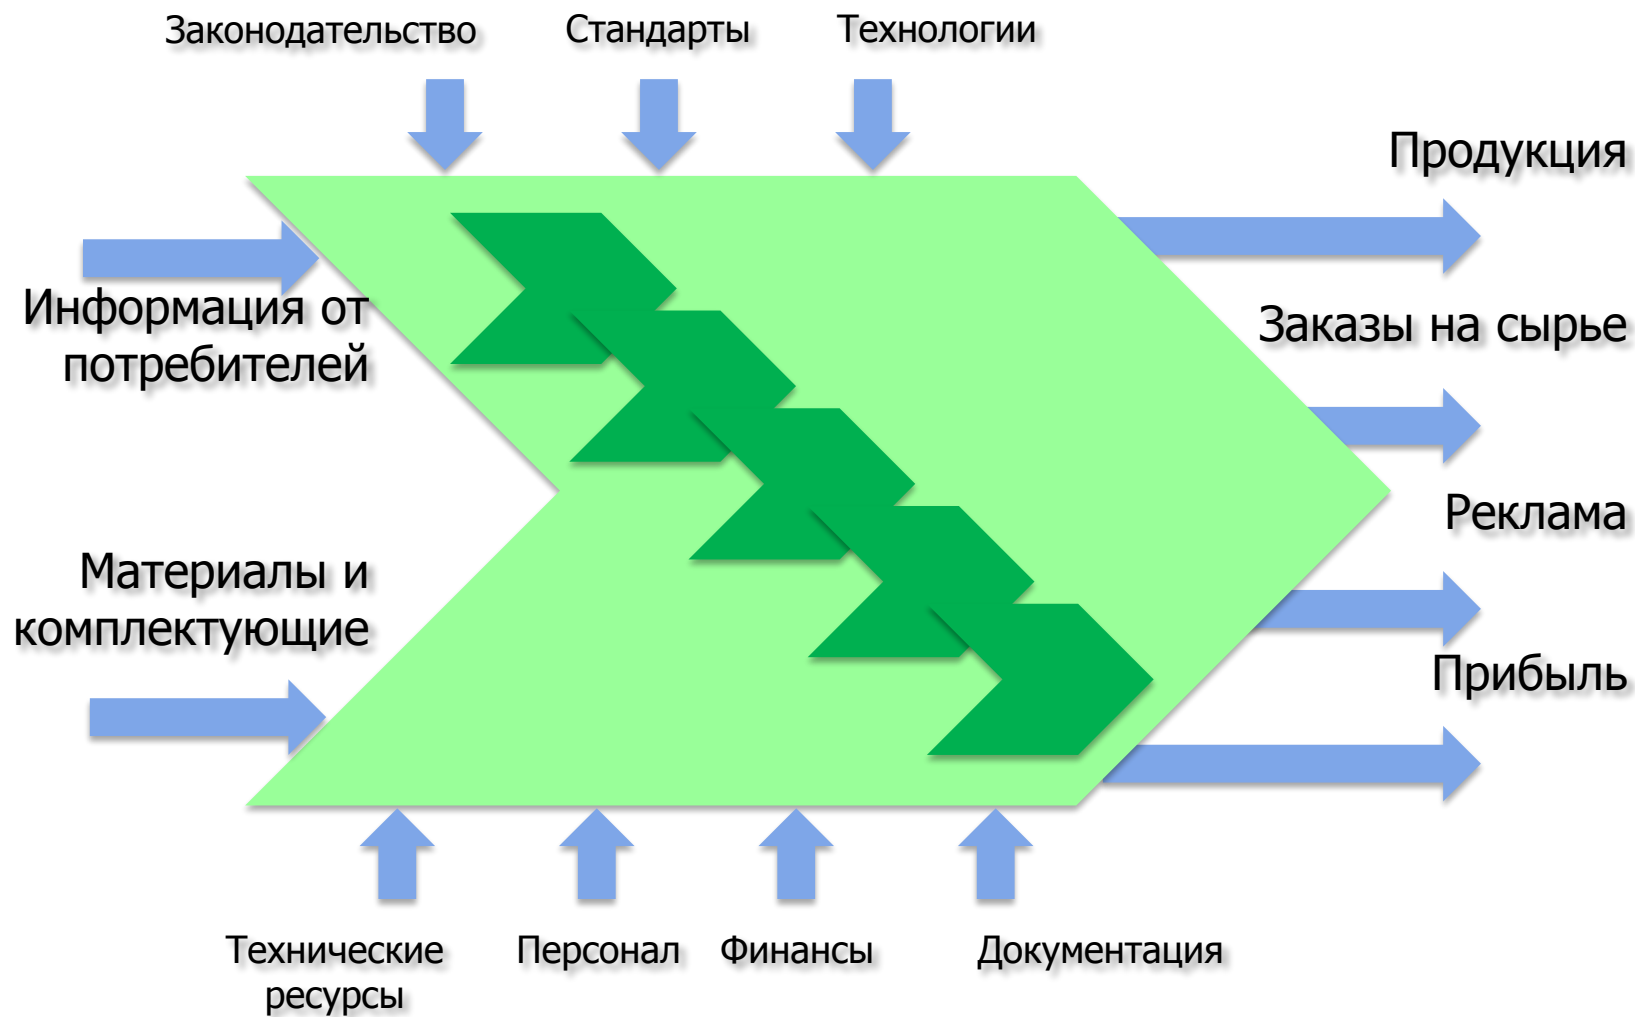 Законодательство
Стандарты
Технологии
Продукция
Информация от
потребителей
Заказы на сырье
Реклама
Материалы и
комплектующие
Прибыль
Технические
ресурсы
Персонал
Финансы
Документация